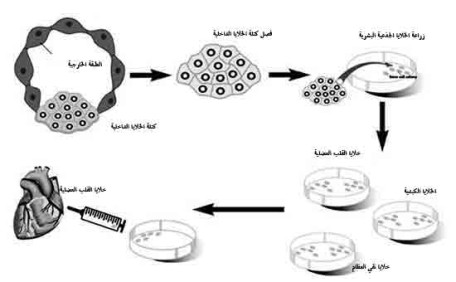 فصل كتلة الخلايا الداخلية
زراعة الخلايا الجذعية البشرية
الطبقة الخارجية
كتلة الخلايا الداخلية
خلايا القلب العضلية
خلايا القلب العضلية
الخلايا الكبدية
خلايا نقي العظام